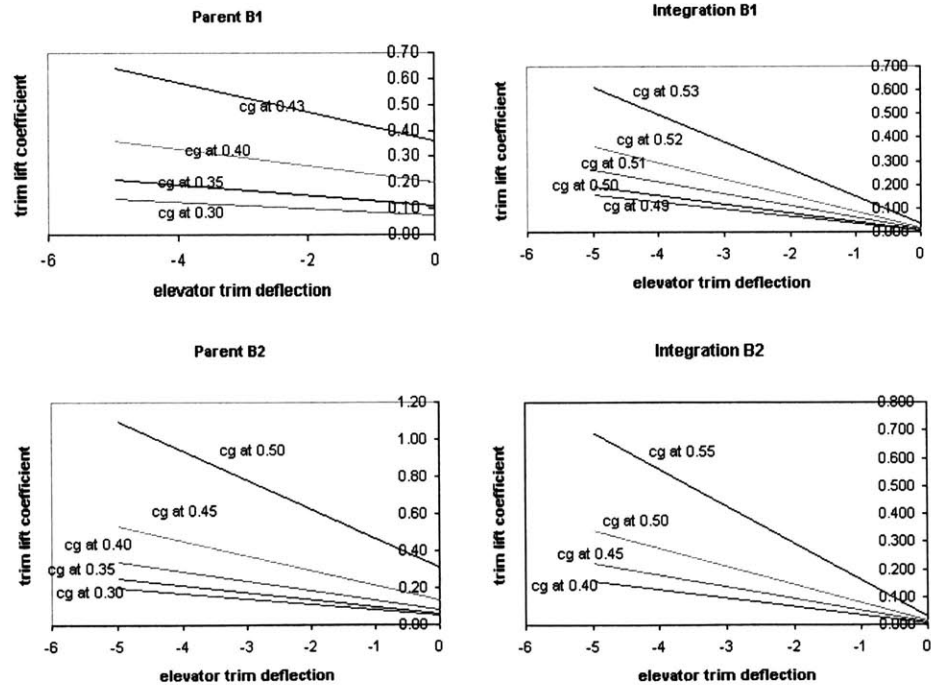 Parent B1
0.70
0.60
0.50
0.40
0.30
0.20
0.10
0.00
cg at 0.43
cg at 0.40
cg at 0.35
cg at 0.30
-6
-4
-2
0
trim lift coefficient
elevator trim deflection
Integration B1
0.700
0.600
0.500
0.400
0.300
0.200
0.100
0.000
cg at 0.53
cg at 0.52
cg at 0.51
cg at 0.50
cg at 0.49
-6
-5
-4
-3
-2
-1
0
trim lift coefficient
elevator trim deflection
Parent B2
1.20
1.00
0.80
0.60
0.40
0.20
0.00
cg at 0.50
cg at 0.45
cg at 0.40
cg at 0.35
cg at 0.30
-6
-5
-4
-3
-2
-1
0
trim lift coefficient
elevator trim deflection
Integration B2
0.800
0.700
0.600
0.500
0.400
0.300
0.200
0.100
0.000
cg at 0.55
cg at 0.50
cg at 0.45
cg at 0.40
-6
-5
-4
-3
-2
-1
0
trim lift coefficient
elevator trim deflection